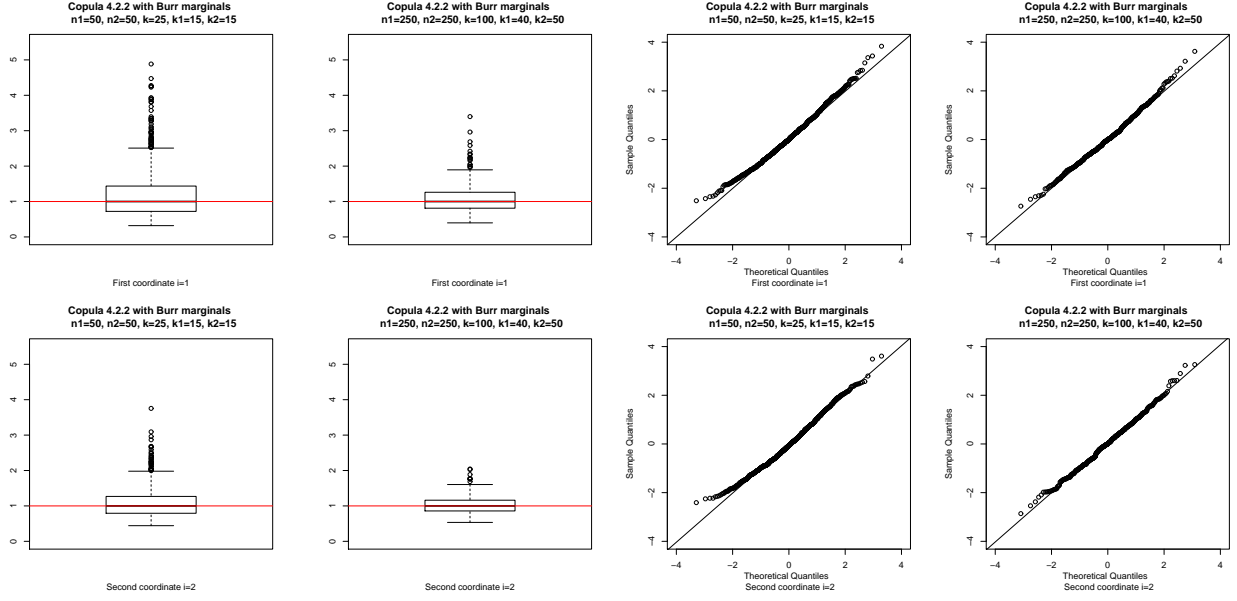 Copula 4.2.2 with Burr marginals
n1=50, n2=50, k=25, k1=15, k2=15
5
4
3
2
1
0
First coordinate i=1
Copula 4.2.2 with Burr marginals
n1=250, n2=250, k=100, k1=40, k2=50
5
4
3
2
1
0
First coordinate i=1
Copula 4.2.2 with Burr marginals
n1=50, n2=50, k=25, k1=15, k2=15
Sample Quantiles
4
2
0
−2
−4
−4 −2 0 2 4
Theoretical Quantiles
First coordinate i=1
Copula 4.2.2 with Burr marginals
n1=250, n2=250, k=100, k1=40, k2=50
Sample Quantiles
4
2
0
−2
−4
−4 −2 0 2 4
Theoretical Quantiles
First coordinate i=1
Copula 4.2.2 with Burr marginals
n1=50, n2=50, k=25, k1=15, k2=15
5
4
3
2
1
0
Second coordinate i=2
Copula 4.2.2 with Burr marginals
n1=250, n2=250, k=100, k1=40, k2=50
5
4
3
2
1
0
Second coordinate i=2
Copula 4.2.2 with Burr marginals
n1=50, n2=50, k=25, k1=15, k2=15
Sample Quantiles
4
2
0
−2
−4
−4 −2 0 2 4
Theoretical Quantiles
Second coordinate i=2
Copula 4.2.2 with Burr marginals
n1=250, n2=250, k=100, k1=40, k2=50
Sample Quantiles
4
2
0
−2
−4
−4 −2 0 2 4
Theoretical Quantiles
Second coordinate i=2